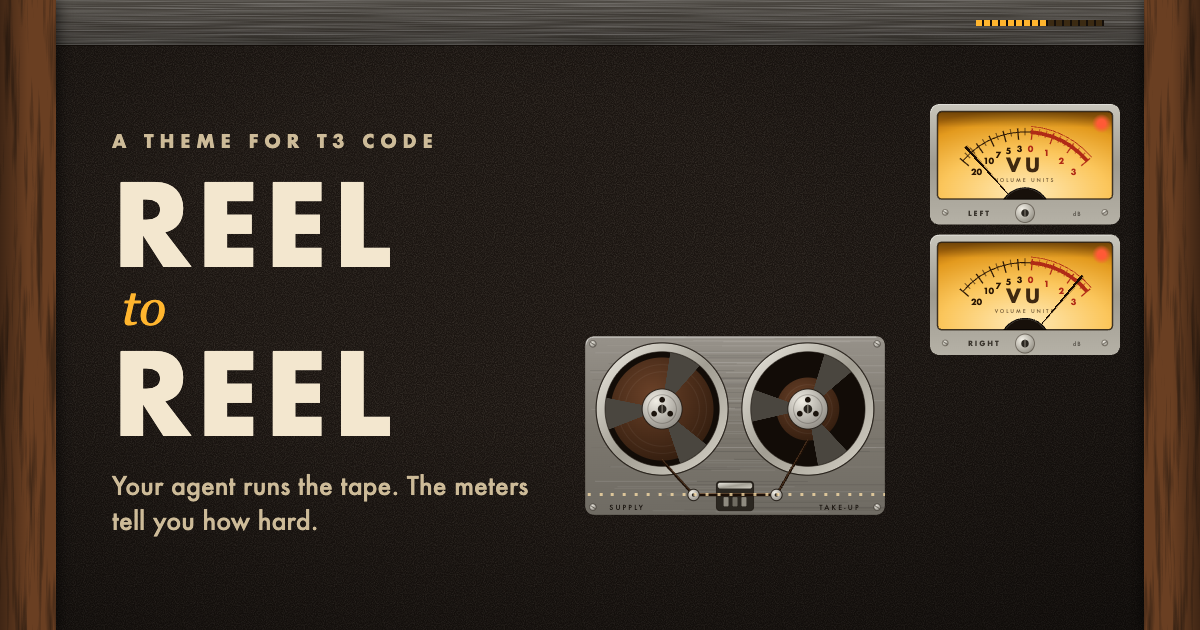 A THEME FOR T3 CODE
REEL
to
REEL
Your agent runs the tape. The meters
tell you how hard.
20 10 7 5 3 0 1 2 3
VU
VOLUME UNITS
LEFT dB
20 10 7 5 3 0 1 2 3
VU
VOLUME UNITS
RIGHT dB
SUPPLY TAKE-UP